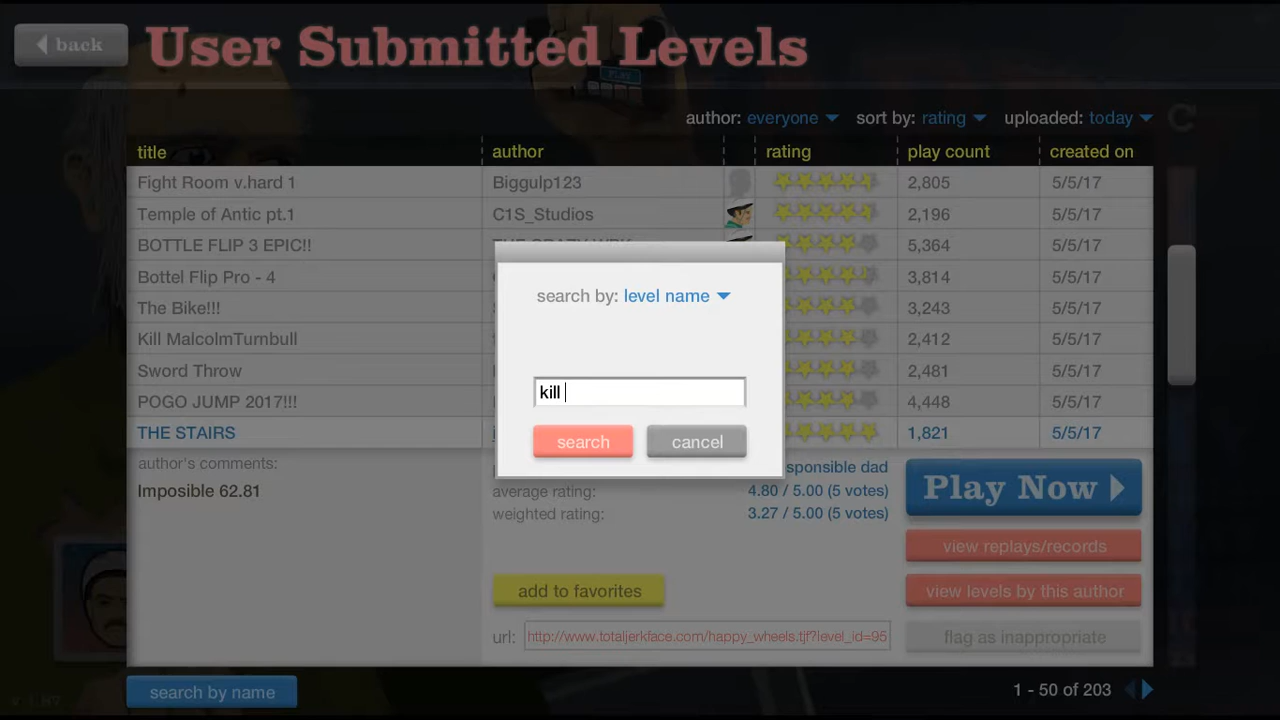 back
User Submitted Levels
author: everyone sort by: rating uploaded: today
title author rating play count created on
Fight Room v.hard 1 Biggulp123 2,805 5/5/17
Temple of Antic pt.1 C1S_Studios 2,196 5/5/17
BOTTLE FLIP 3 EPIC!! 5,364 5/5/17
Bottel Flip Pro - 4 3,814 5/5/17
The Bike!!! 3,243 5/5/17
Kill MalcolmTurnbull 2,412 5/5/17
Sword Throw 2,481 5/5/17
POGO JUMP 2017!!! 4,448 5/5/17
THE STAIRS 1,821 5/5/17
search by: level name
kill
search cancel
author's comments:
Imposible 62.81
sponsible dad
average rating: 4.80 / 5.00 (5 votes)
weighted rating: 3.27 / 5.00 (5 votes)
Play Now
view replays/records
add to favorites
view levels by this author
url: http://www.totaljerkface.com/happy_wheels.tjf?level_id=95
flag as inappropriate
search by name
1 - 50 of 203